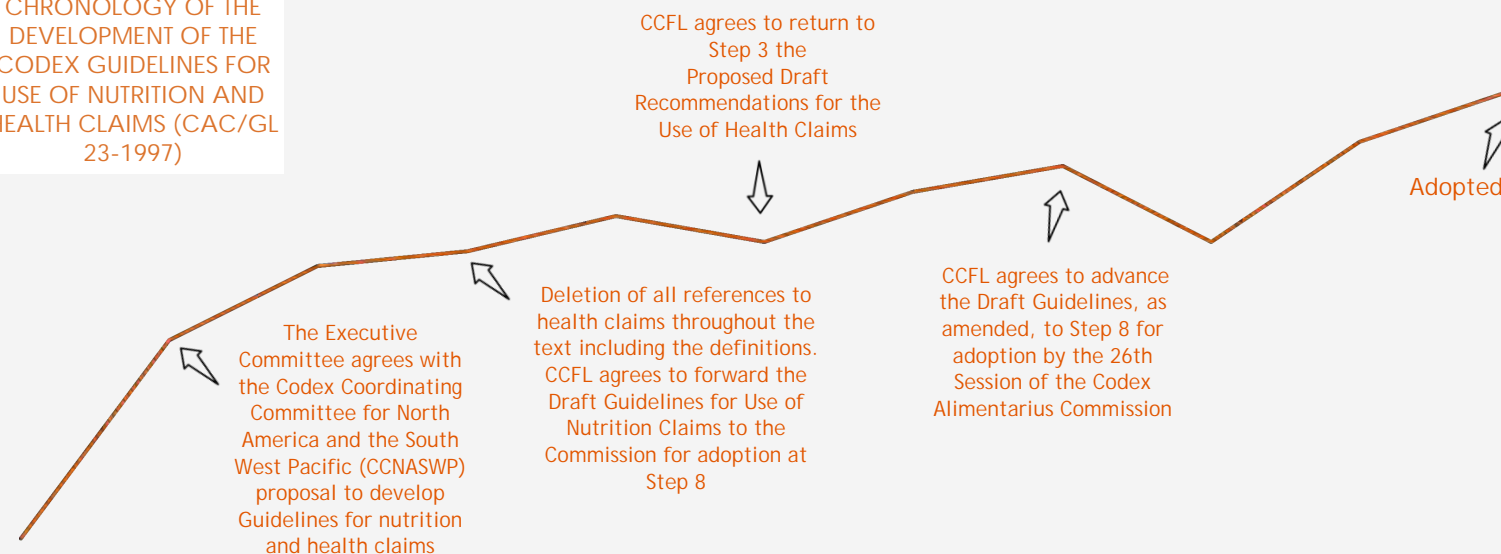 CHRONOLOGY OF THE
DEVELOPMENT OF THE
CODEX GUIDELINES FOR
USE OF NUTRITION AND
HEALTH CLAIMS (CAC/GL
23-1997)
CCFL agrees to return to
Step 3 the
Proposed Draft
Recommendations for the
Use of Health Claims
Adopted
The Executive
Committee agrees with
the Codex Coordinating
Committee for North
America and the South
West Pacific (CCNASWP)
proposal to develop
Guidelines for nutrition
and health claims
Deletion of all references to
health claims throughout the
text including the definitions.
CCFL agrees to forward the
Draft Guidelines for Use of
Nutrition Claims to the
Commission for adoption at
Step 8
CCFL agrees to advance
the Draft Guidelines, as
amended, to Step 8 for
adoption by the 26th
Session of the Codex
Alimentarius Commission